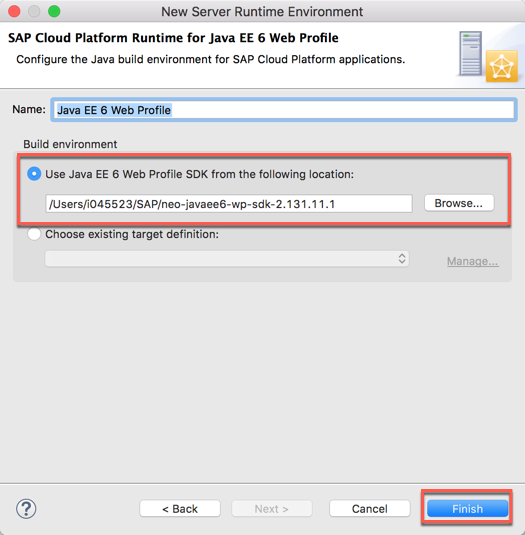 New Server Runtime Environment
SAP Cloud Platform Runtime for Java EE 6 Web Profile
Configure the Java build environment for SAP Cloud Platform applications.
Name: Java EE 6 Web Profile
Build environment
Use Java EE 6 Web Profile SDK from the following location:
/Users/i045523/SAP/neo-javaee6-wp-sdk-2.131.11.1 Browse...
Choose existing target definition:
Manage...
? < Back Next > Cancel Finish